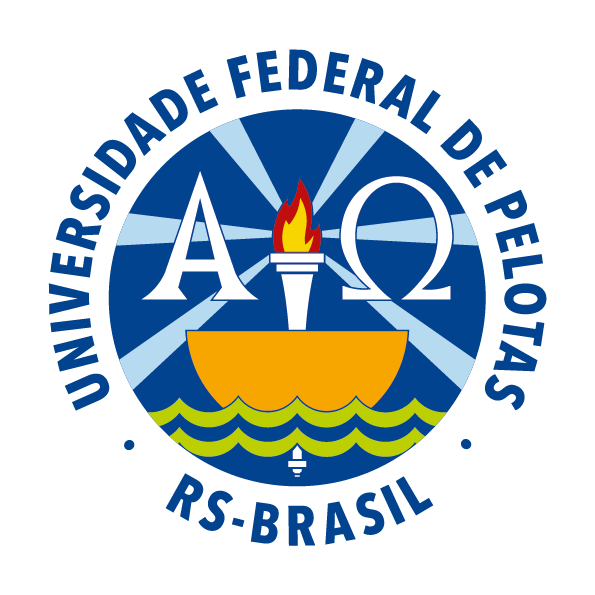 UNIVERSIDADE FEDERAL DE PELOTAS
Α Ω
RS-BRASIL